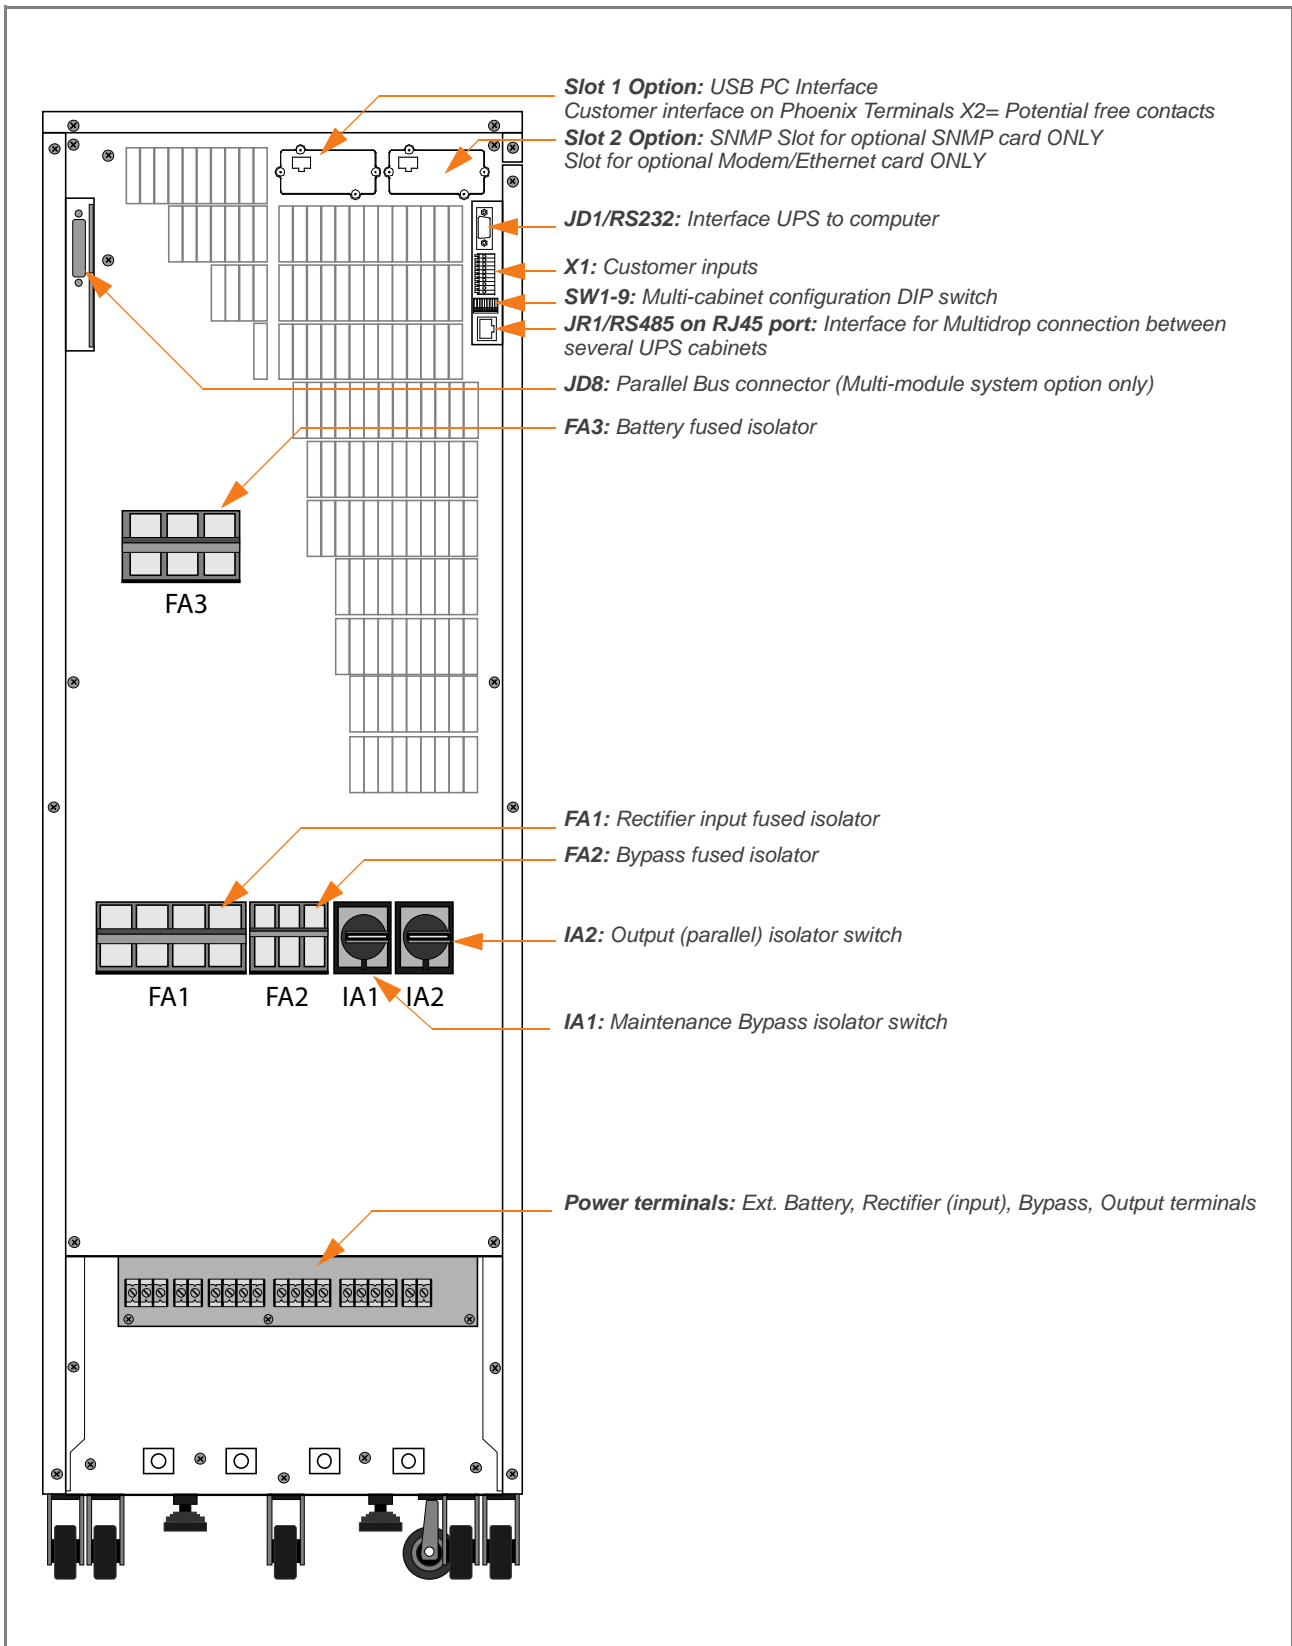 Slot 1 Option: USB PC Interface
Customer interface on Phoenix Terminals X2= Potential free contacts
Slot 2 Option: SNMP Slot for optional SNMP card ONLY
Slot for optional Modem/Ethernet card ONLY
JD1/RS232: Interface UPS to computer
X1: Customer inputs
SW1-9: Multi-cabinet configuration DIP switch
JR1/RS485 on RJ45 port: Interface for Multidrop connection between
several UPS cabinets
JD8: Parallel Bus connector (Multi-module system option only)
FA3: Battery fused isolator
FA3
FA1: Rectifier input fused isolator
FA2: Bypass fused isolator
IA2: Output (parallel) isolator switch
FA1 FA2 IA1 IA2
IA1: Maintenance Bypass isolator switch
Power terminals: Ext. Battery, Rectifier (input), Bypass, Output terminals